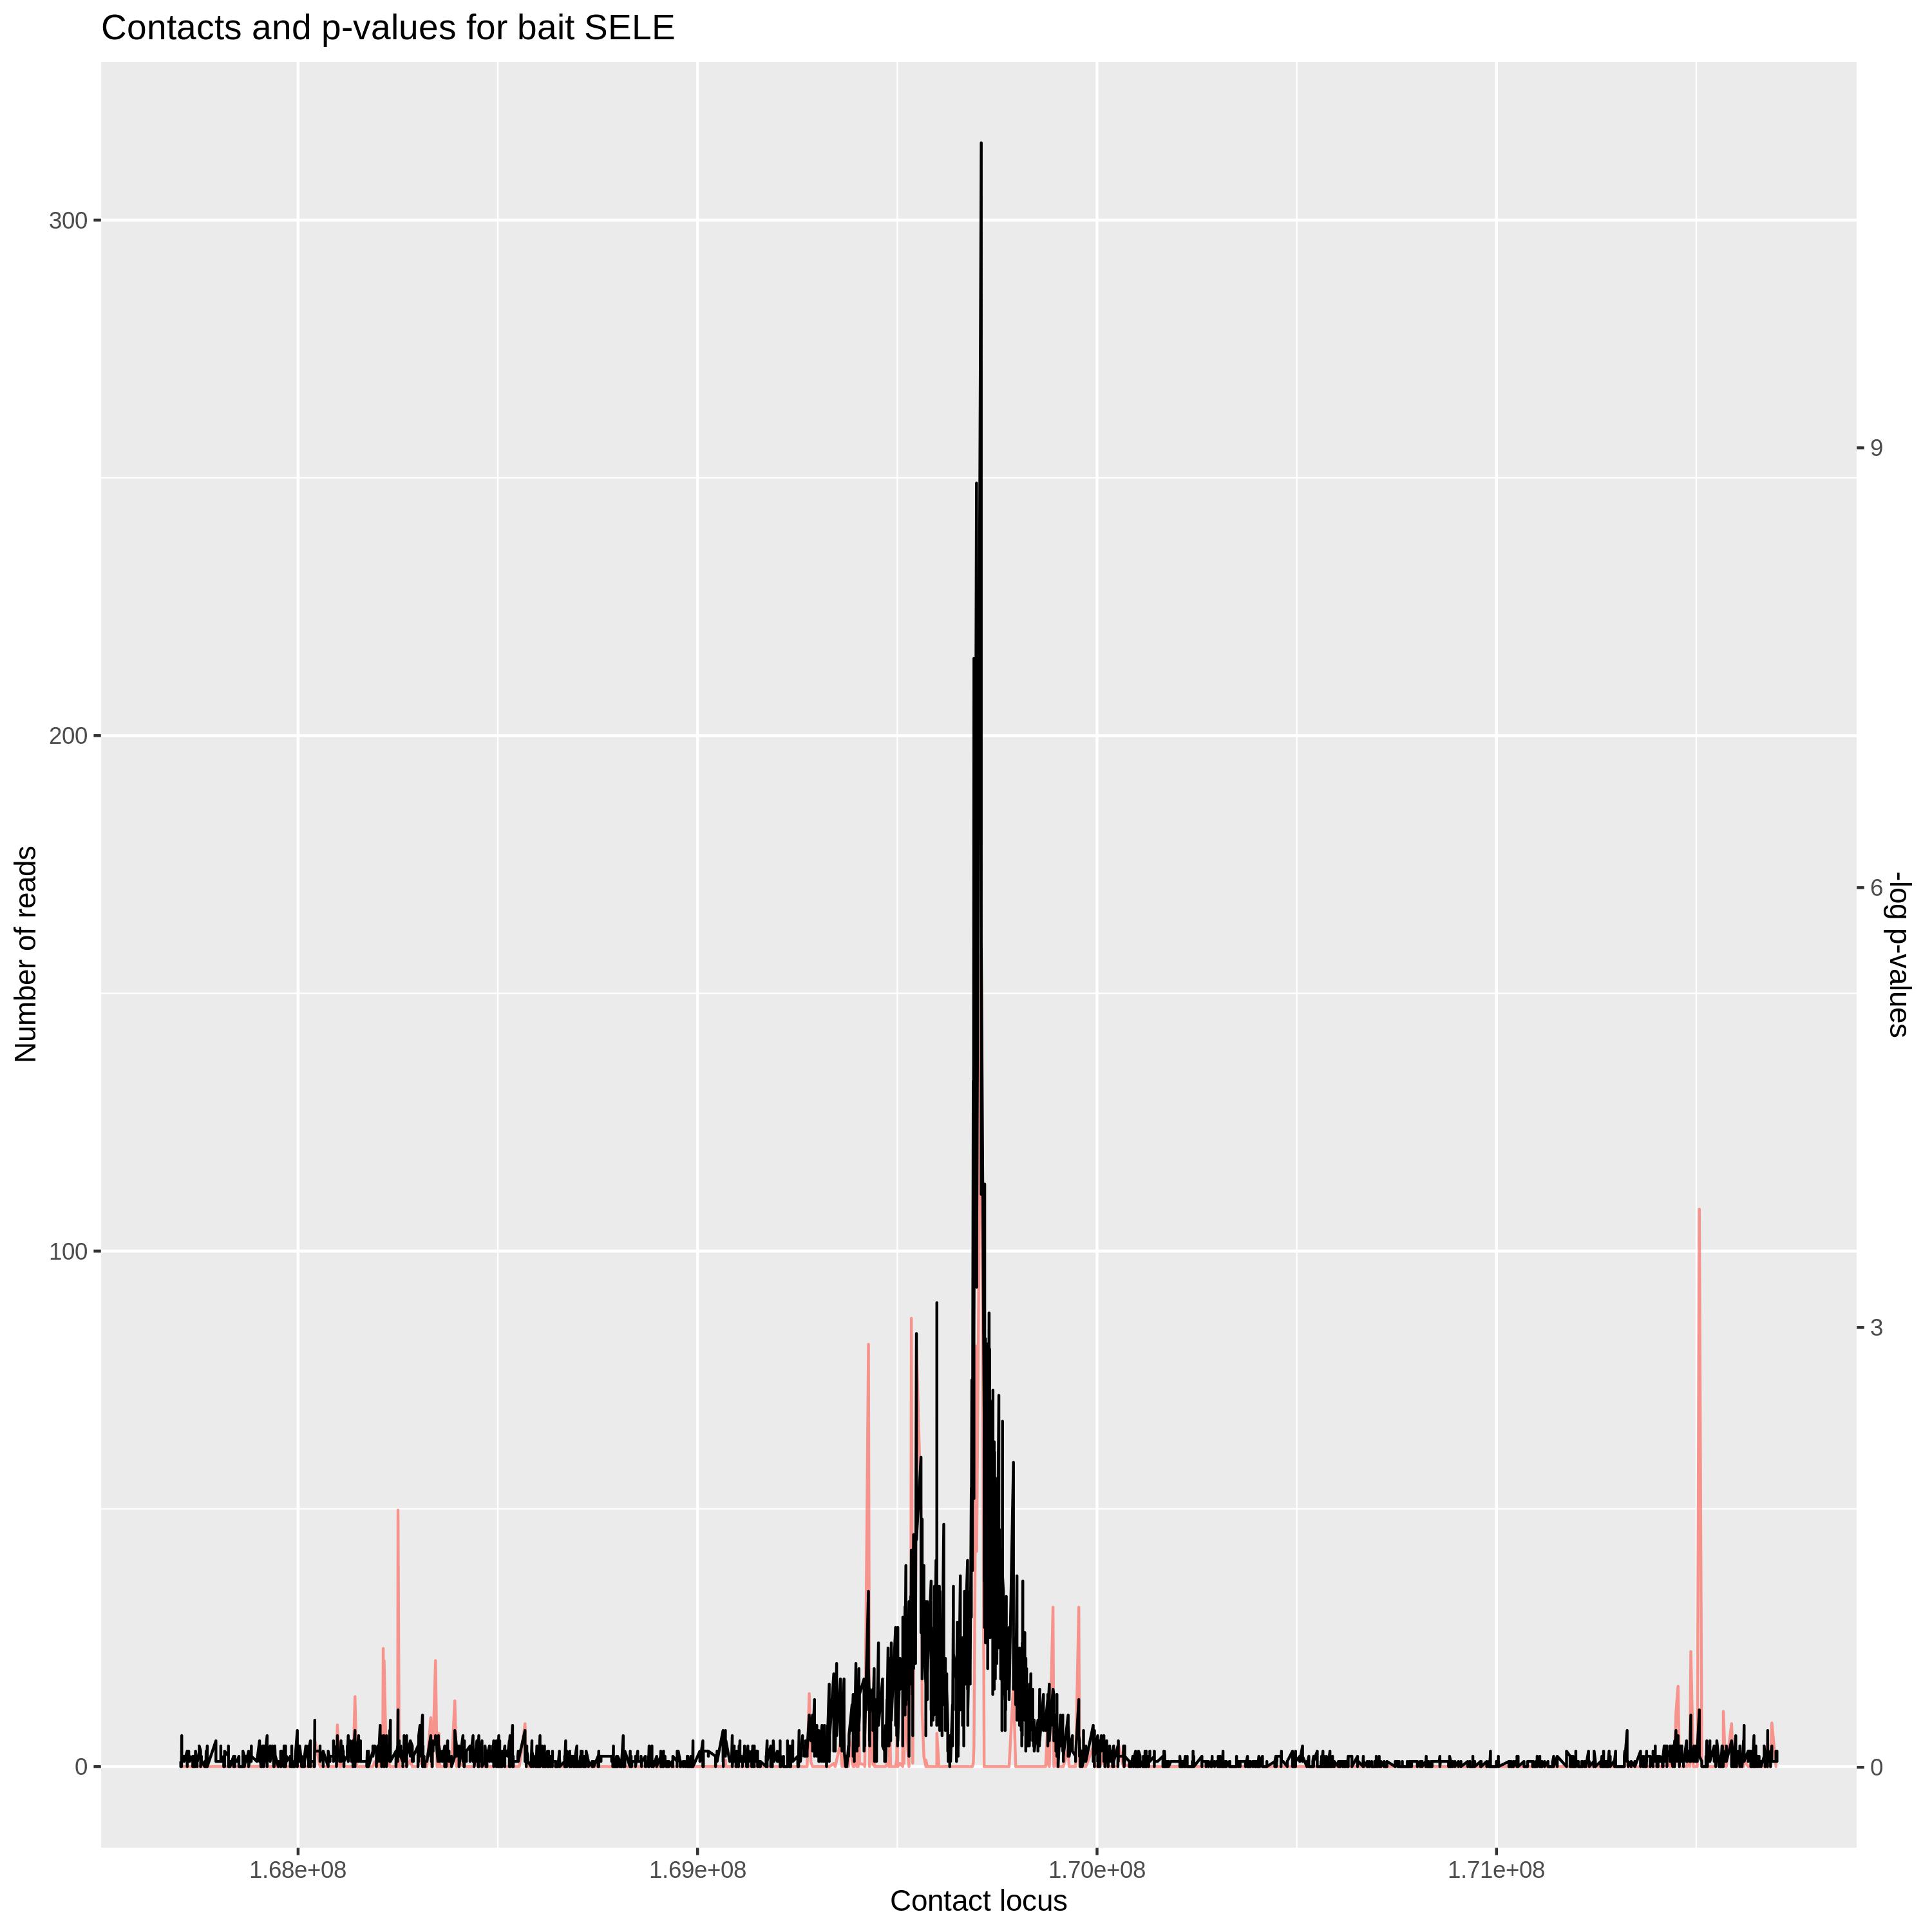 Contacts and p-values for bait SELE
300
200
100
0
Number of reads
9
6
3
0
-log p-values
1.68e+08
1.69e+08
1.70e+08
1.71e+08
Contact locus